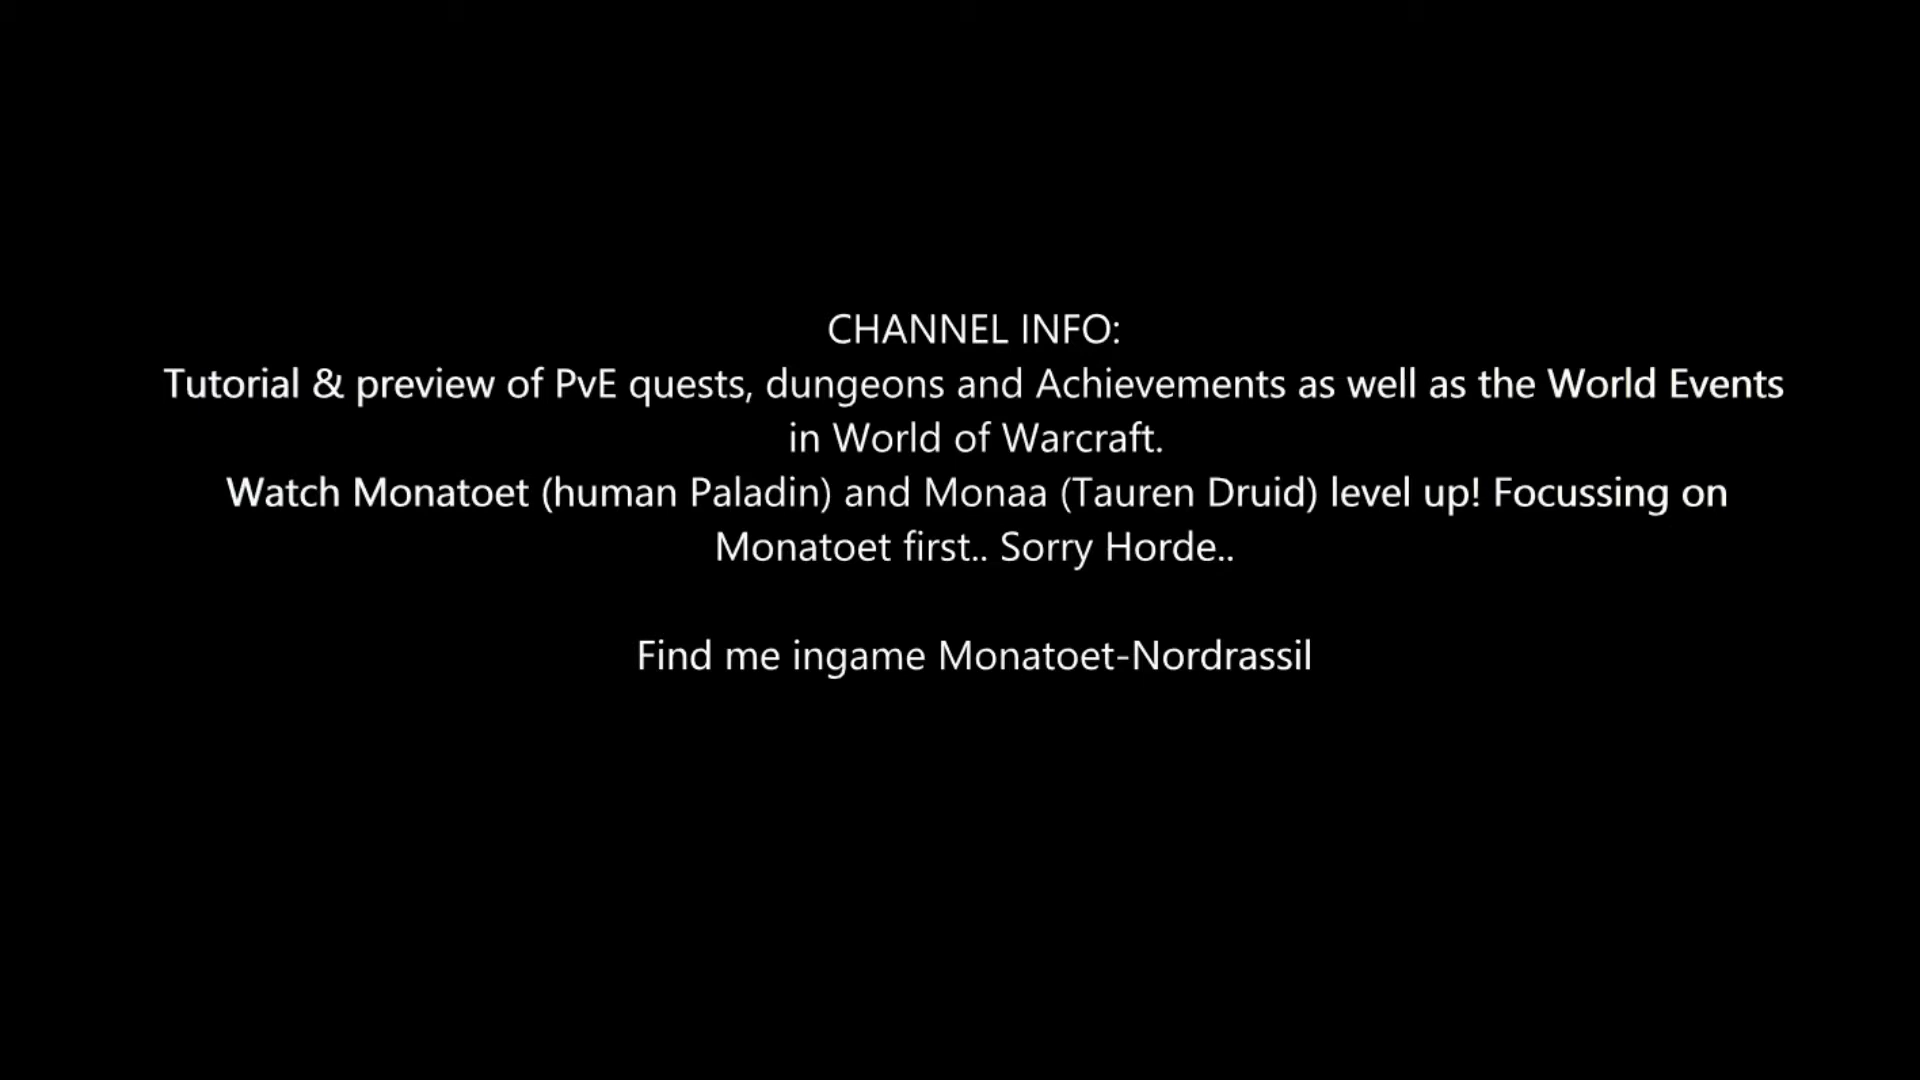 CHANNEL INFO:
Tutorial & preview of PvE quests, dungeons and Achievements as well as the World Events
in World of Warcraft.
Watch Monatoet (human Paladin) and Monaa (Tauren Druid) level up! Focussing on
Monatoet first.. Sorry Horde..
Find me ingame Monatoet-Nordrassil